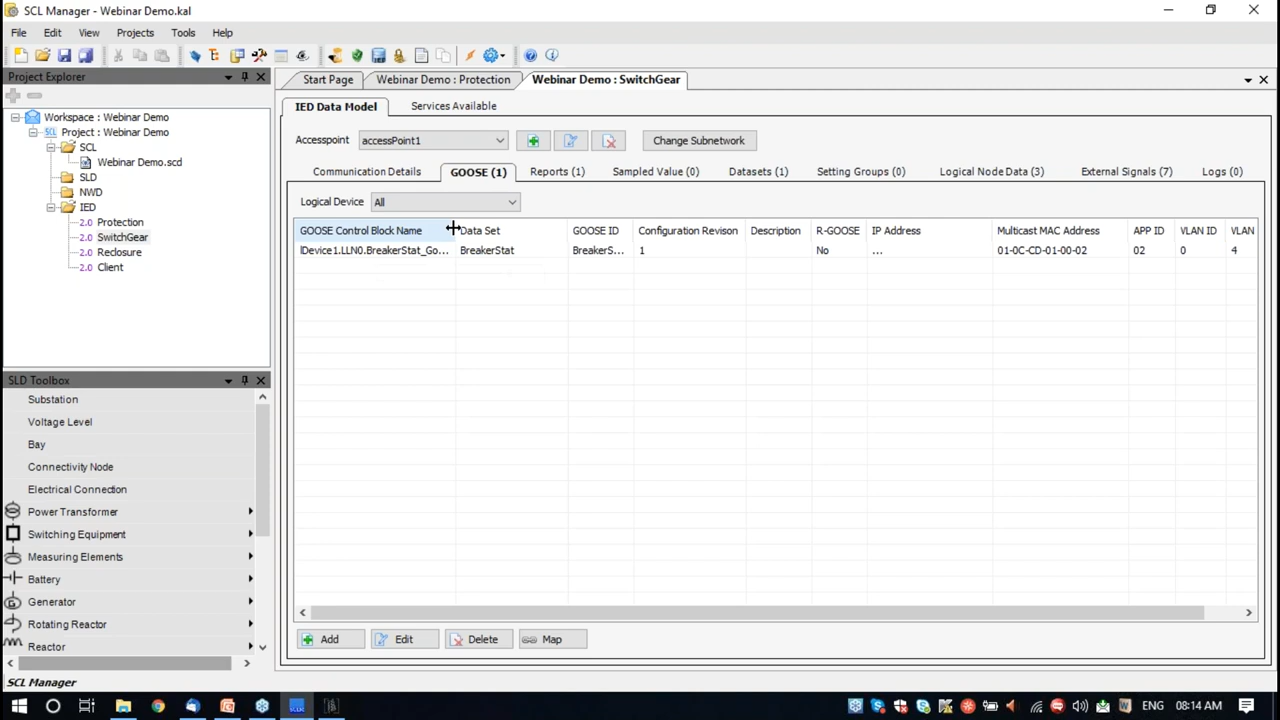 SCL Manager - Webinar Demo.kal
File Edit View Projects Tools Help
Project Explorer
Workspace : Webinar Demo
Project : Webinar Demo
SCL
Webinar Demo.scd
SLD
NWD
IED
2.0 Protection
2.0 SwitchGear
2.0 Reclosure
2.0 Client
SLD Toolbox
Substation
Voltage Level
Bay
Connectivity Node
Electrical Connection
Power Transformer
Switching Equipment
Measuring Elements
Battery
Generator
Rotating Reactor
Reactor
SCL Manager
Start Page Webinar Demo : Protection Webinar Demo : SwitchGear
IED Data Model Services Available
Accesspoint accessPoint1 Change Subnetwork
Communication Details GOOSE (1) Reports (1) Sampled Value (0) Datasets (1) Setting Groups (0) Logical Node Data (3) External Signals (7) Logs (0)
Logical Device All
GOOSE Control Block Name Data Set GOOSE ID Configuration Revison Description R-GOOSE IP Address Multicast MAC Address APP ID VLAN ID VLAN
lDevice1.LLN0.BreakerStat_Go... BreakerStat BreakerS... 1 No ... 01-0C-CD-01-00-02 02 0 4
Add Edit Delete Map
ENG 08:14 AM